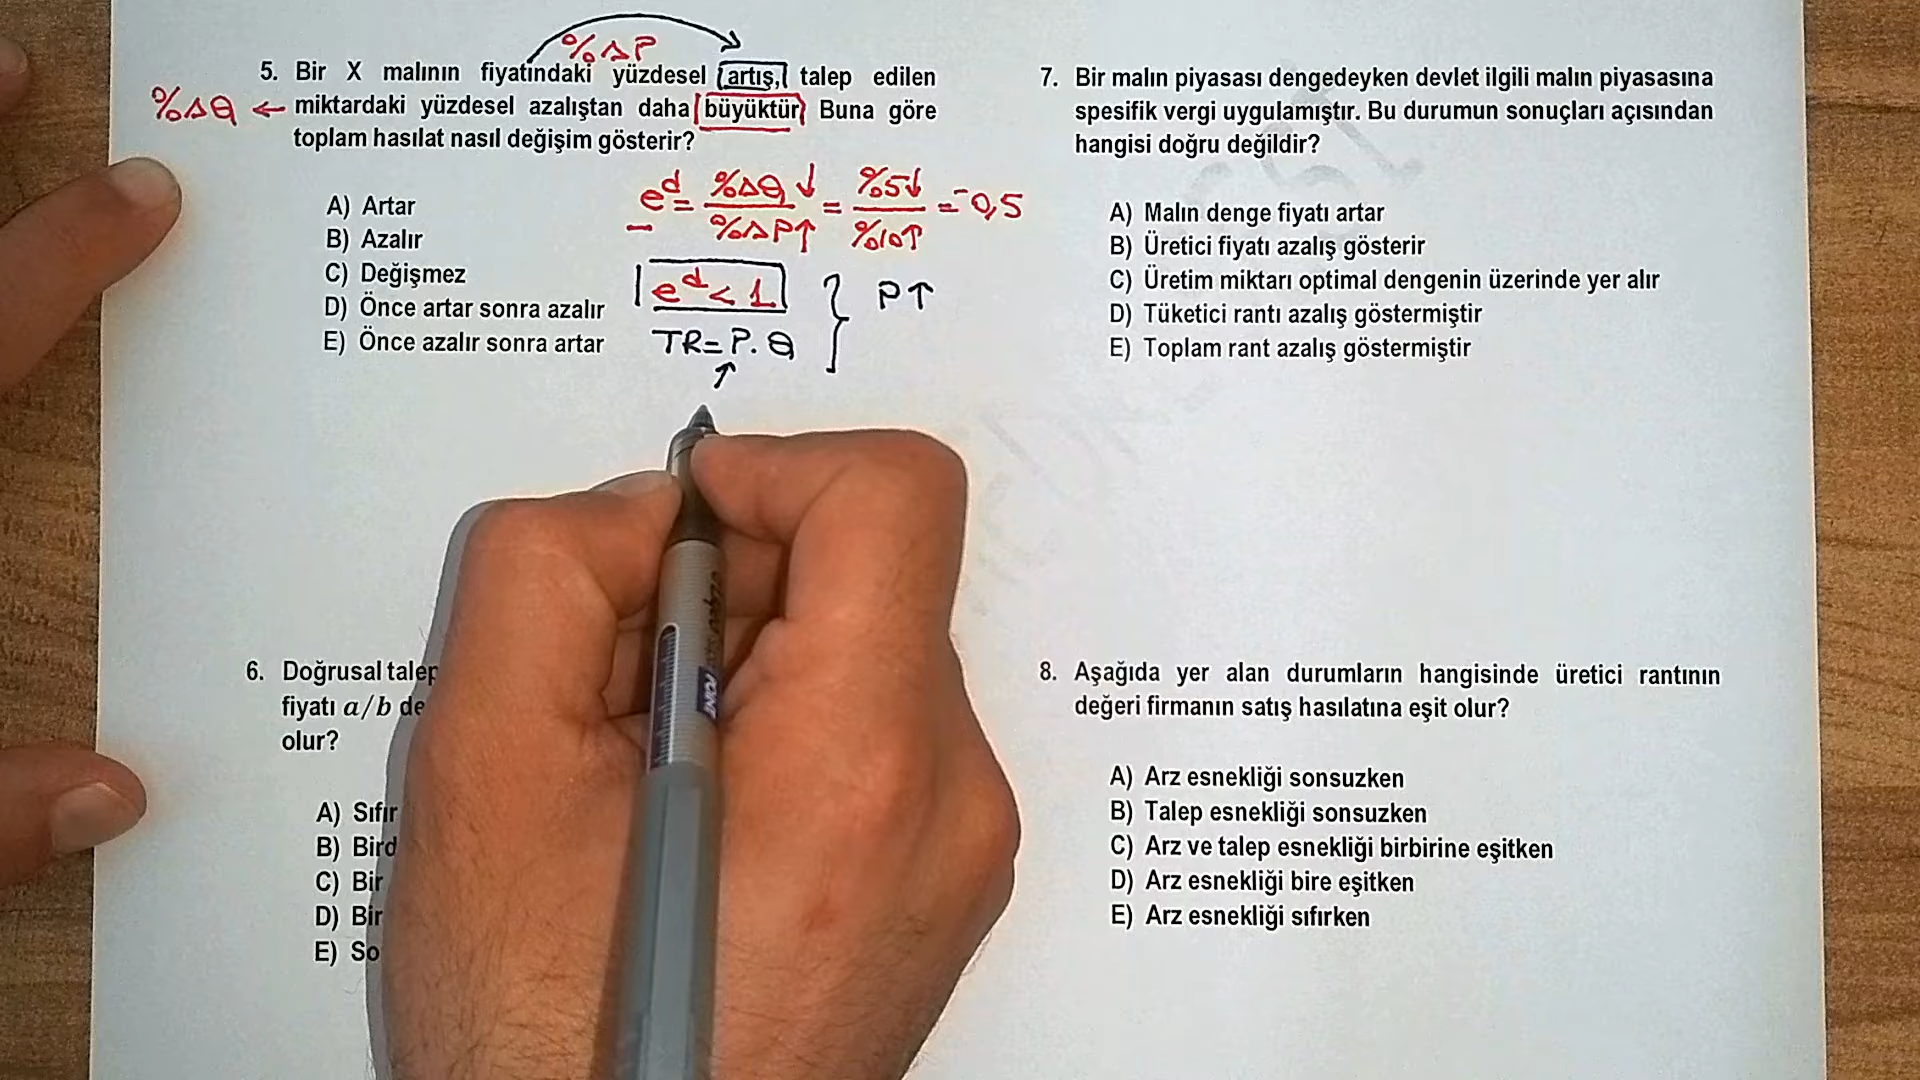 %ΔP
5. Bir X malının fiyatındaki yüzdesel artış, talep edilen
%ΔQ ← miktardaki yüzdesel azalıştan daha büyüktür Buna göre
toplam hasılat nasıl değişim gösterir?
e^d = %ΔQ↓ / %ΔP↑ = %5↓ / %10↑ = -0,5
A) Artar
B) Azalır
C) Değişmez
D) Önce artar sonra azalır
E) Önce azalır sonra artar
e^d < 1
P↑
TR = P.Q
↑
6. Doğrusal talep
fiyatı a/b
olur?
A) Sıfır
B)
C) Bir
D) Bir
E)
7. Bir malın piyasası dengedeyken devlet ilgili malın piyasasına
spesifik vergi uygulamıştır. Bu durumun sonuçları açısından
hangisi doğru değildir?
A) Malın denge fiyatı artar
B) Üretici fiyatı azalış gösterir
C) Üretim miktarı optimal dengenin üzerinde yer alır
D) Tüketici rantı azalış göstermiştir
E) Toplam rant azalış göstermiştir
8. Aşağıda yer alan durumların hangisinde üretici rantının
değeri firmanın satış hasılatına eşit olur?
A) Arz esnekliği sonsuzken
B) Talep esnekliği sonsuzken
C) Arz ve talep esnekliği birbirine eşitken
D) Arz esnekliği bire eşitken
E) Arz esnekliği sıfırken
POINT